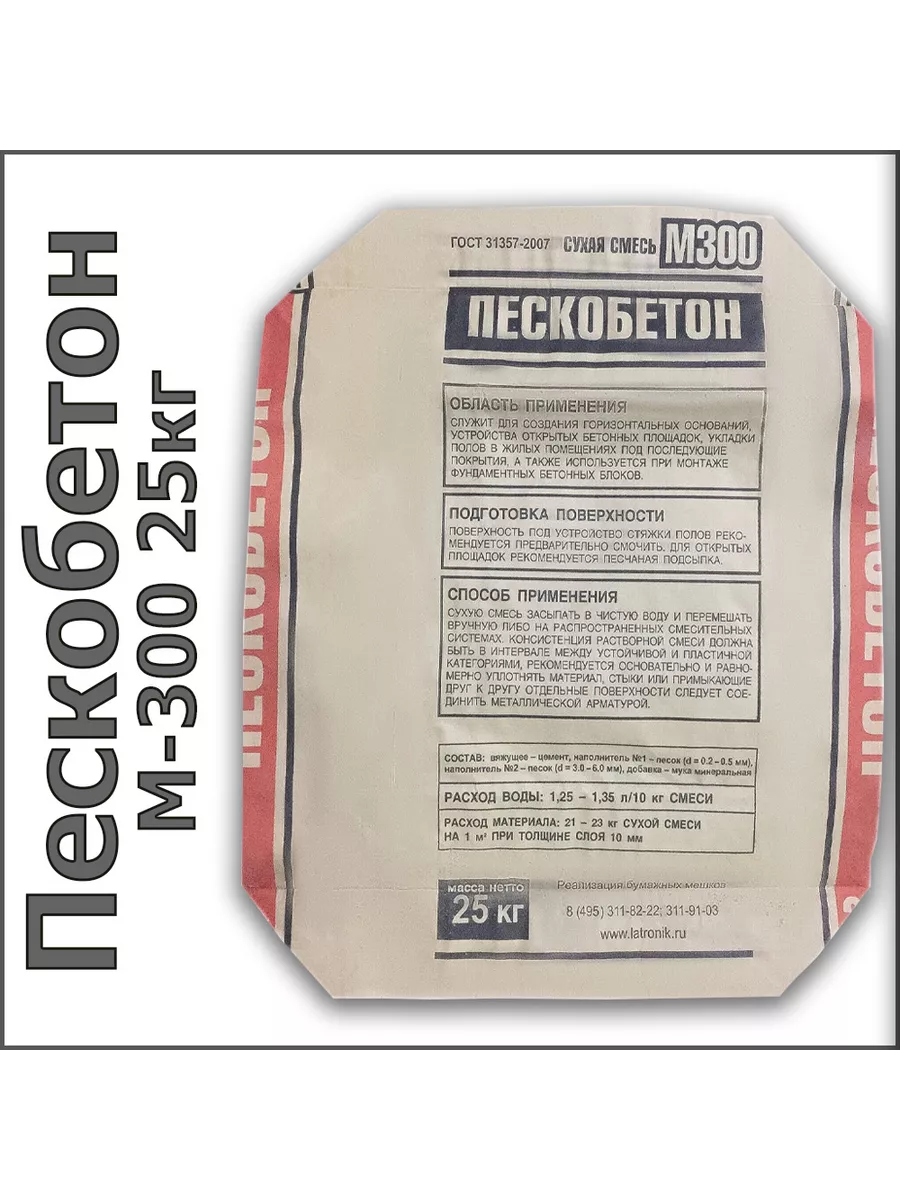 Пескобетон
м-300 25кг
ГОСТ 31357-2007 СУХАЯ СМЕСЬ М300
ПЕСКОБЕТОН
ОБЛАСТЬ ПРИМЕНЕНИЯ
СЛУЖИТ ДЛЯ СОЗДАНИЯ ГОРИЗОНТАЛЬНЫХ ОСНОВАНИЙ,
УСТРОЙСТВА ОТКРЫТЫХ БЕТОННЫХ ПЛОЩАДОК, УКЛАДКИ
ПОЛОВ В ЖИЛЫХ ПОМЕЩЕНИЯХ ПОД ПОСЛЕДУЮЩИЕ
ПОКРЫТИЯ, А ТАКЖЕ ИСПОЛЬЗУЕТСЯ ПРИ МОНТАЖЕ
ФУНДАМЕНТНЫХ БЕТОННЫХ БЛОКОВ.
ПОДГОТОВКА ПОВЕРХНОСТИ
ПОВЕРХНОСТЬ ПОД УСТРОЙСТВО СТЯЖКИ ПОЛОВ РЕКО-
МЕНДУЕТСЯ ПРЕДВАРИТЕЛЬНО СМОЧИТЬ. ДЛЯ ОТКРЫТЫХ
ПЛОЩАДОК РЕКОМЕНДУЕТСЯ ПЕСЧАНАЯ ПОДСЫПКА.
СПОСОБ ПРИМЕНЕНИЯ
СУХУЮ СМЕСЬ ЗАСЫПАТЬ В ЧИСТУЮ ВОДУ И ПЕРЕМЕШАТЬ
ВРУЧНУЮ ЛИБО НА РАСПРОСТРАНЕННЫХ СМЕСИТЕЛЬНЫХ
СИСТЕМАХ. КОНСИСТЕНЦИЯ РАСТВОРНОЙ СМЕСИ ДОЛЖНА
БЫТЬ В ИНТЕРВАЛЕ МЕЖДУ УСТОЙЧИВОЙ И ПЛАСТИЧНОЙ
КАТЕГОРИЯМИ, РЕКОМЕНДУЕТСЯ ОСНОВАТЕЛЬНО И РАВНО-
МЕРНО УПЛОТНЯТЬ МАТЕРИАЛ, СТЫКИ ИЛИ ПРИМЫКАЮЩИЕ
ДРУГ К ДРУГУ ОТДЕЛЬНЫЕ ПОВЕРХНОСТИ СЛЕДУЕТ СОЕ-
ДИНИТЬ МЕТАЛЛИЧЕСКОЙ АРМАТУРОЙ.
СОСТАВ: вяжущее – цемент, наполнитель №1 – песок (d = 0.2 – 0.5 мм),
наполнитель №2 – песок (d = 3.0 – 6.0 мм), добавка – мука минеральная
РАСХОД ВОДЫ: 1,25 – 1,35 л/10 кг СМЕСИ
РАСХОД МАТЕРИАЛА: 21 – 23 кг СУХОЙ СМЕСИ
НА 1 м² ПРИ ТОЛЩИНЕ СЛОЯ 10 мм
масса нетто
25 кг
Реализация бумажных мешков
8 (495) 311-82-22; 311-91-03
www.latronik.ru
ПЕСКОБЕТОН
СКОБЕТОН